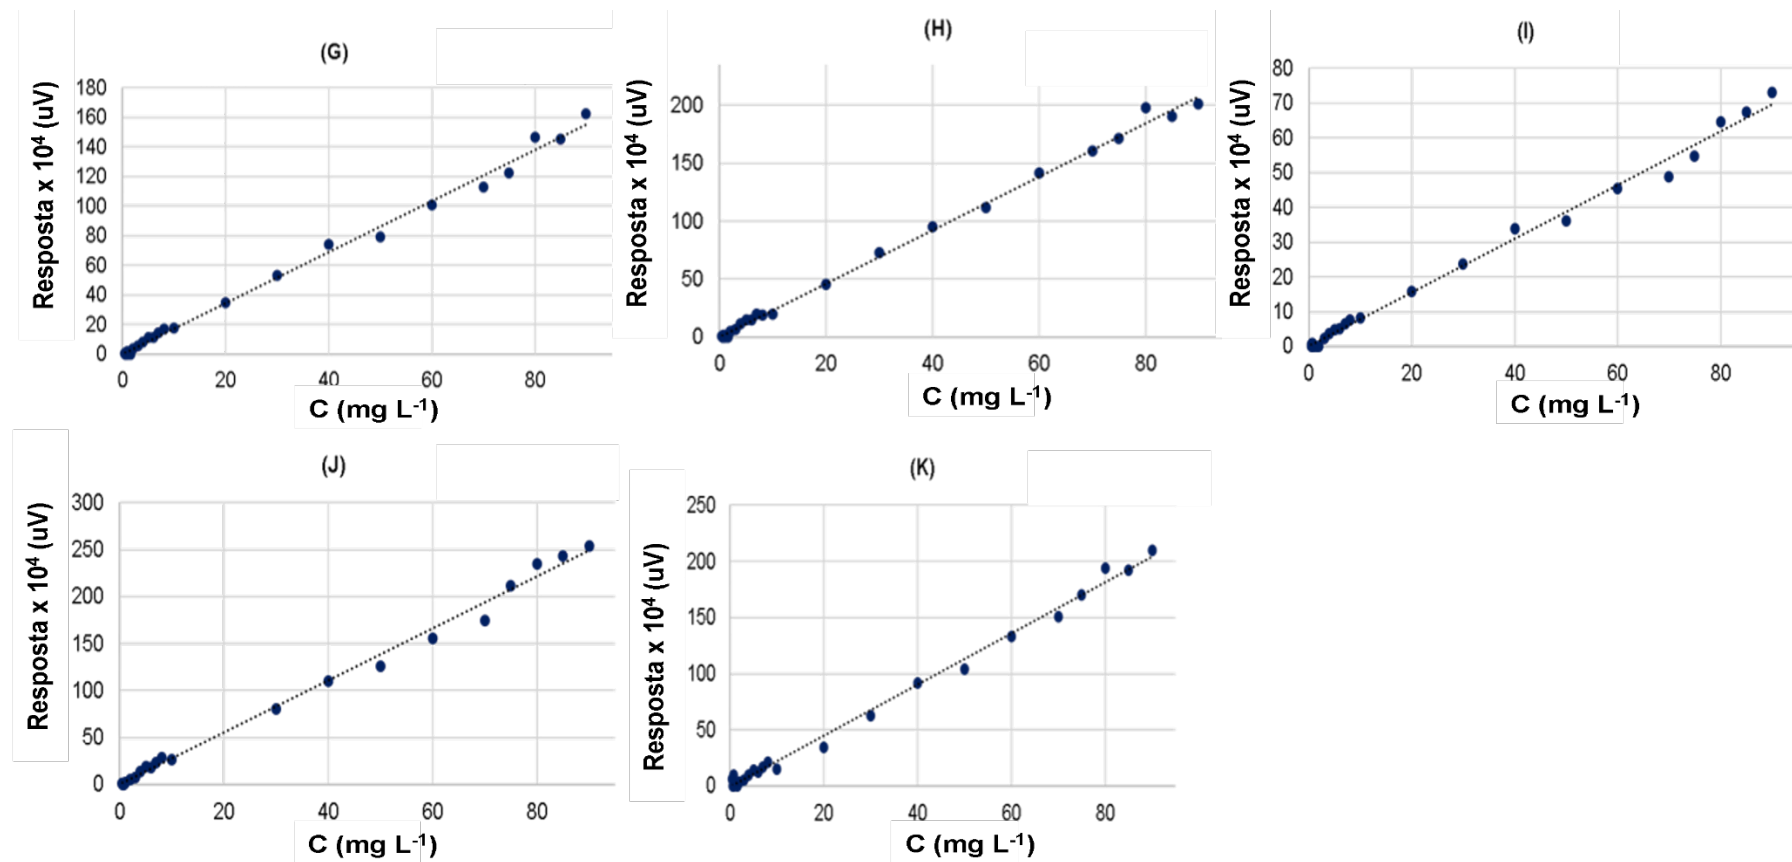 (G)
Resposta x 10⁴ (uV)
180
160
140
120
100
80
60
40
20
0
0 20 40 60 80
C (mg L⁻¹)
(H)
Resposta x 10⁴ (uV)
200
150
100
50
0
0 20 40 60 80
C (mg L⁻¹)
(I)
Resposta x 10⁴ (uV)
80
70
60
50
40
30
20
10
0
0 20 40 60 80
C (mg L⁻¹)
(J)
Resposta x 10⁴ (uV)
300
250
200
150
100
50
0
0 20 40 60 80
C (mg L⁻¹)
(K)
Resposta x 10⁴ (uV)
250
200
150
100
50
0
0 20 40 60 80
C (mg L⁻¹)